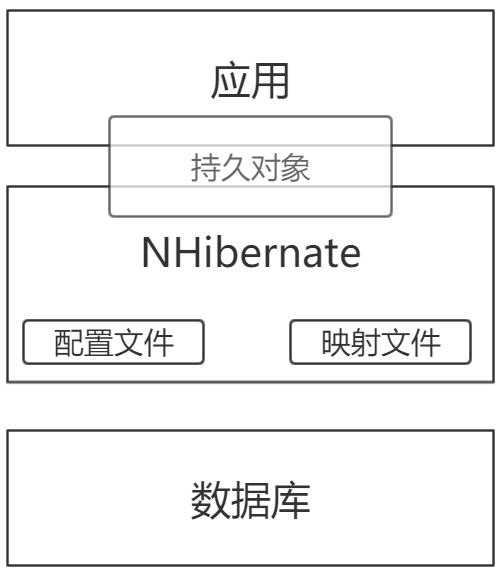 应用
持久对象
NHibernate
配置文件
映射文件
数据库